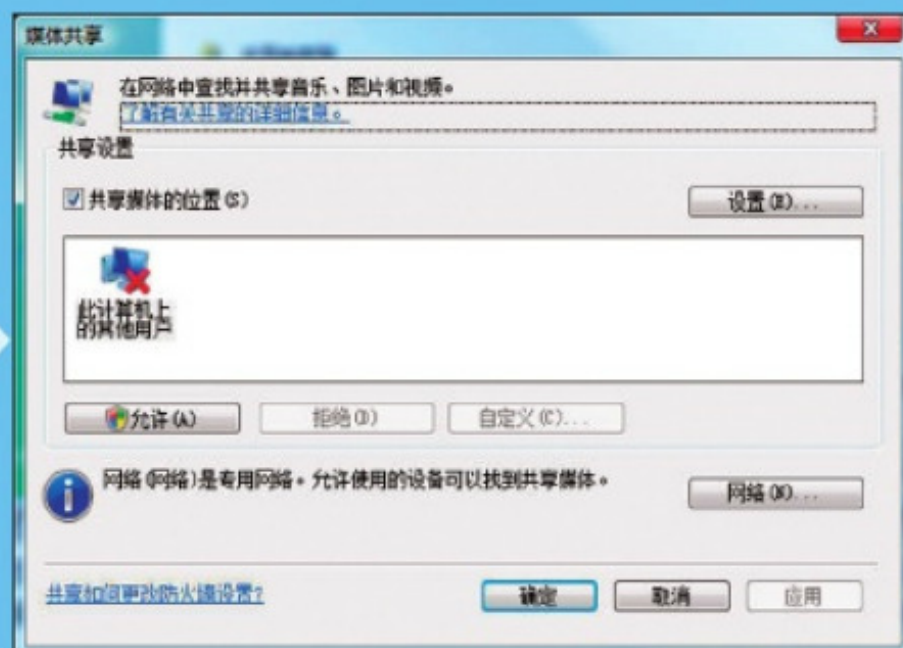 媒体共享
在网络中查找并共享音乐、图片和视频。
了解有关共享的详细信息。
共享设置
共享媒体的位置(S)
设置(E)...
此计算机上
的其他用户
允许(A)
拒绝(D)
自定义(C)...
网络(网络)是专用网络。允许使用的设备可以找到共享媒体。
网络(N)...
共享如何更改防火墙设置?
确定
取消
应用